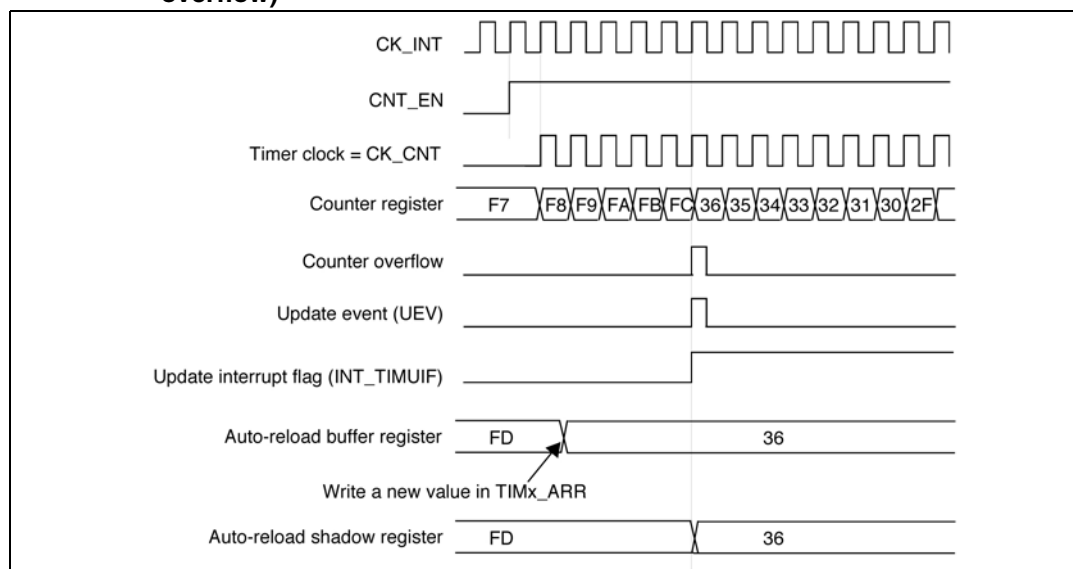 overflow)
CK_INT
CNT_EN
Timer clock = CK_CNT
Counter register F7 F8 F9 FA FB FC 36 35 34 33 32 31 30 2F
Counter overflow
Update event (UEV)
Update interrupt flag (INT_TIMUIF)
Auto-reload buffer register FD 36
Write a new value in TIMx_ARR
Auto-reload shadow register FD 36